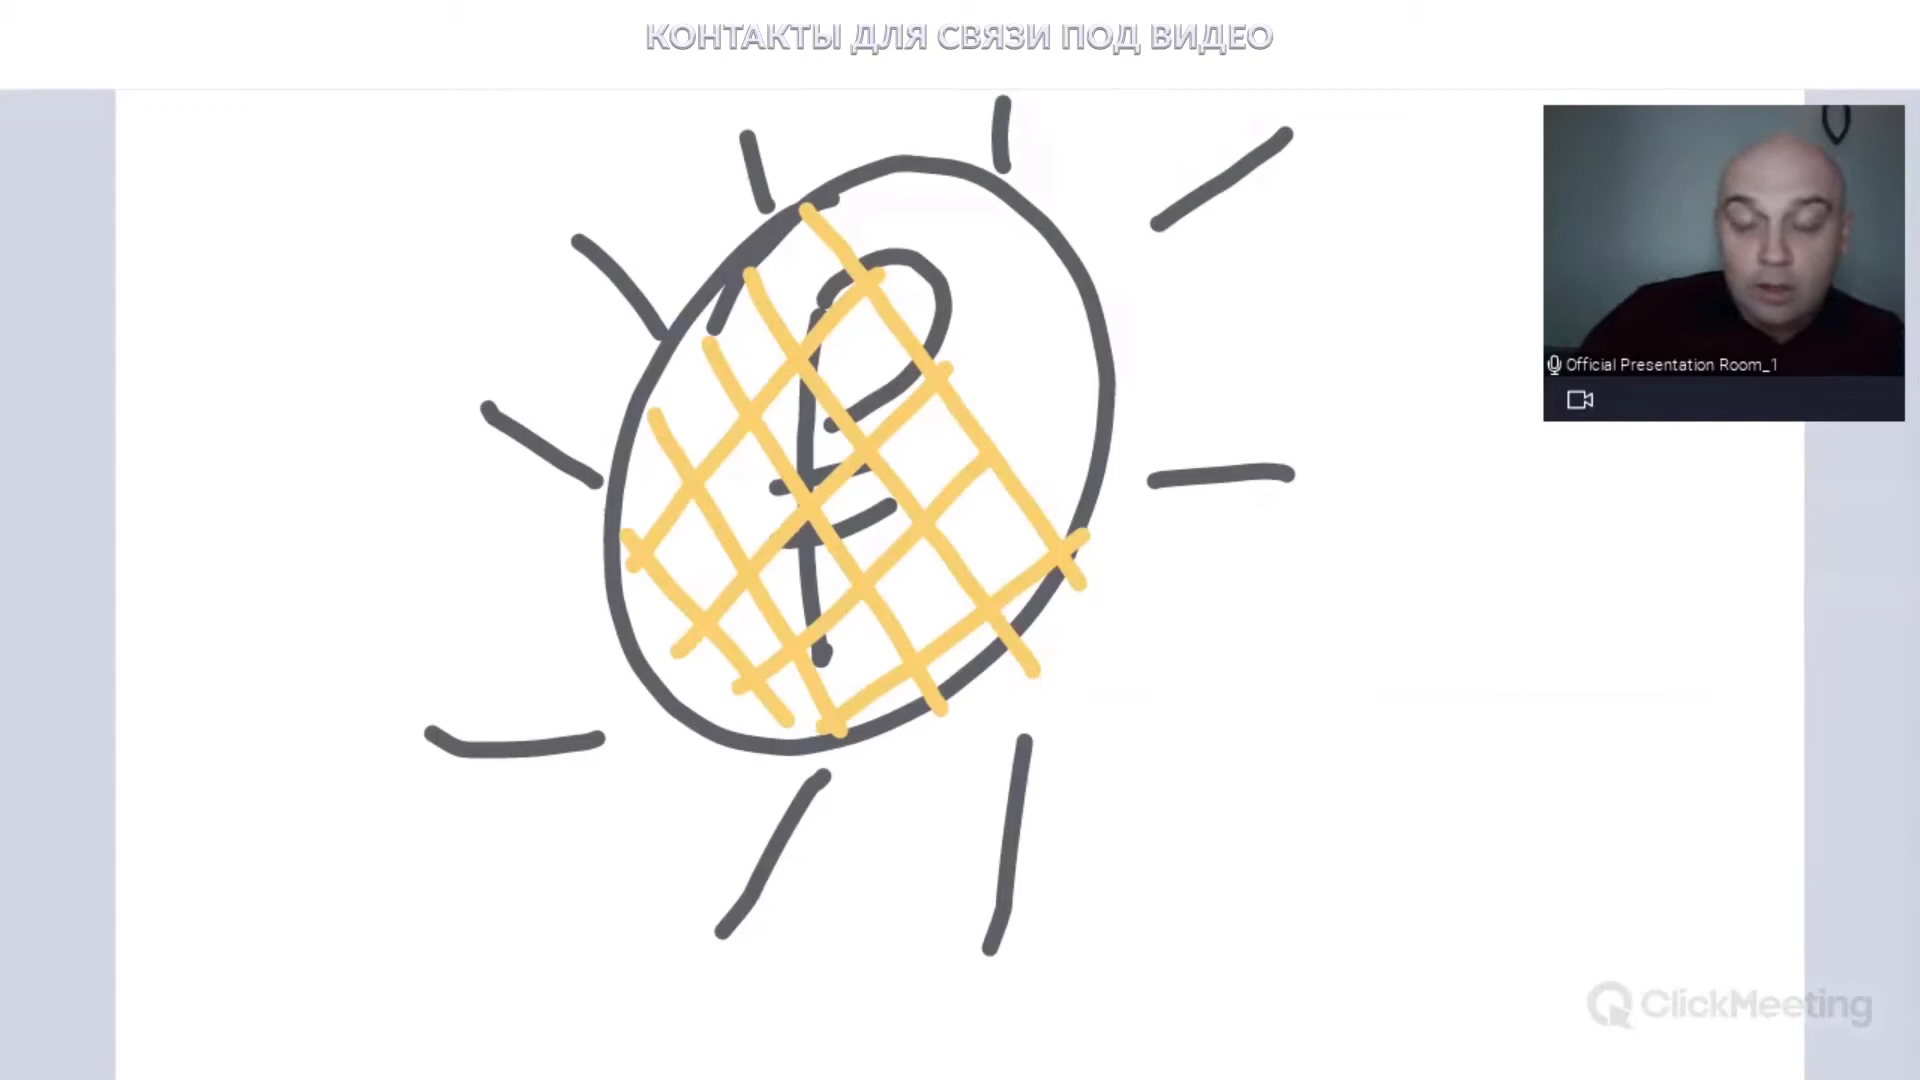 КОНТАКТЫ ДЛЯ СВЯЗИ ПОД ВИДЕО
₽
Official Presentation Room_1
ClickMeeting